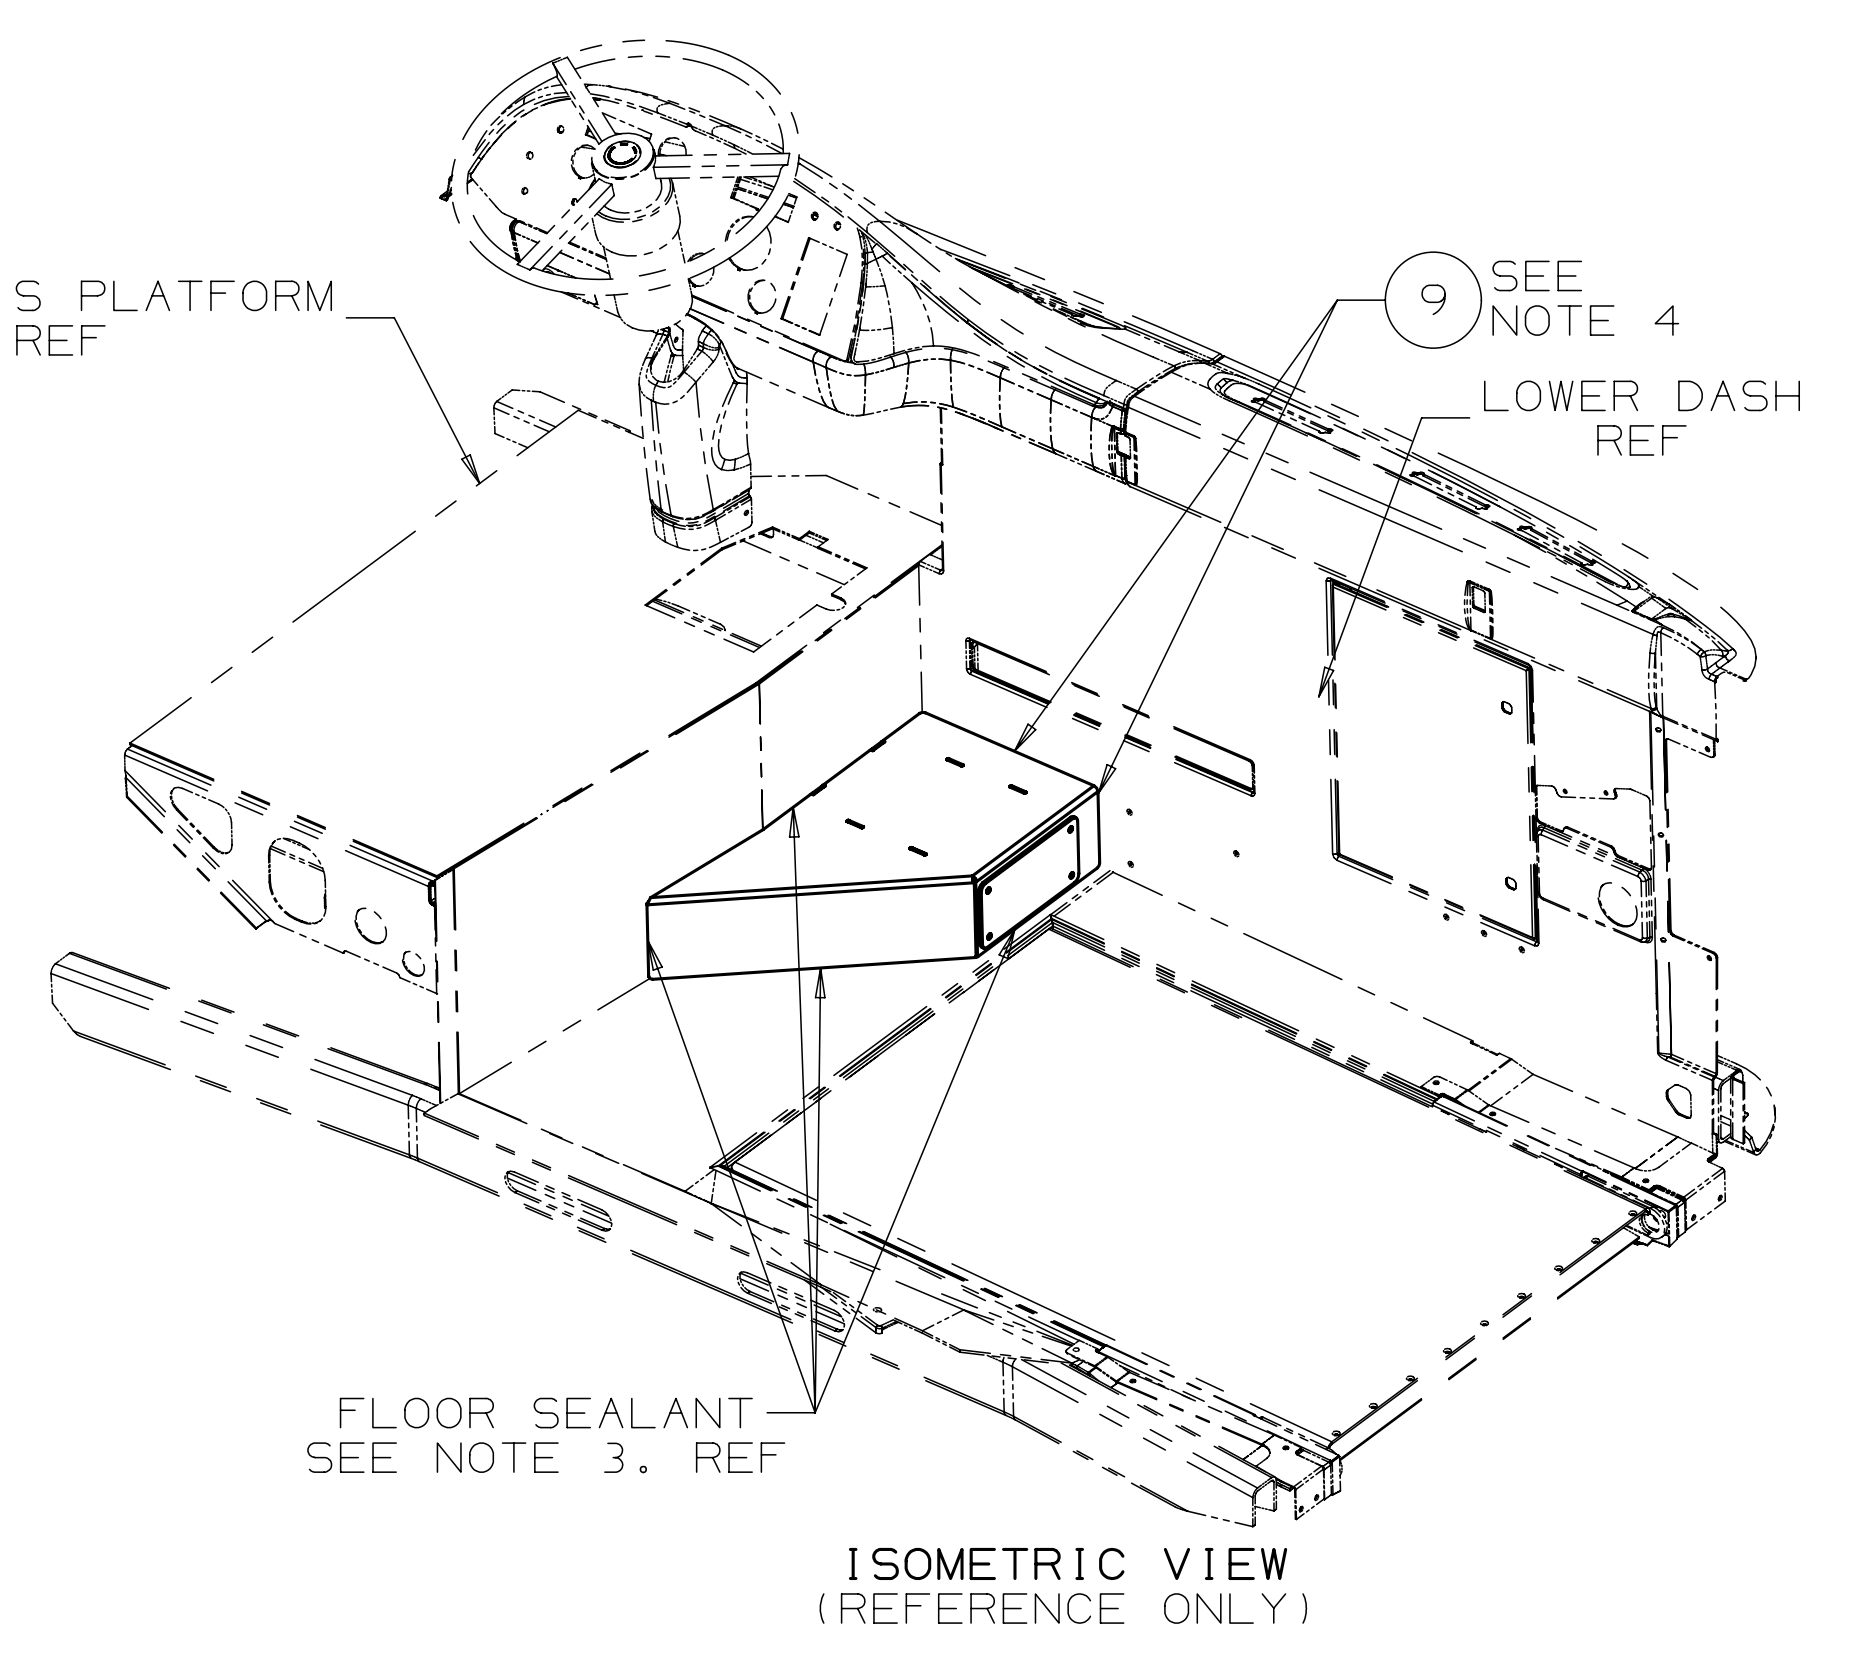 S PLATFORM
REF
9
SEE
NOTE 4
LOWER DASH
REF
FLOOR SEALANT
SEE NOTE 3. REF
ISOMETRIC VIEW
(REFERENCE ONLY)